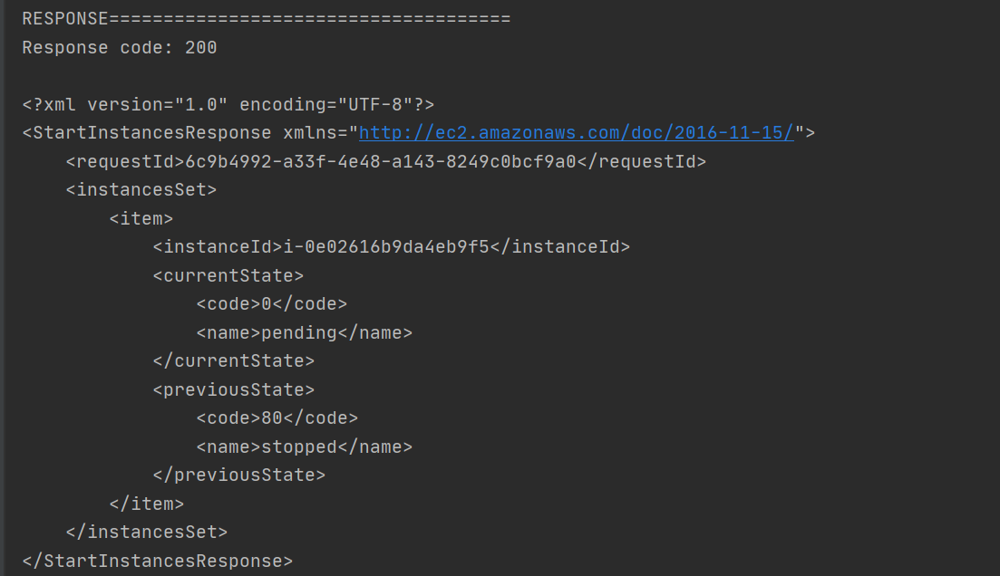 RESPONSE=====================================
Response code: 200

<?xml version="1.0" encoding="UTF-8"?>
<StartInstancesResponse xmlns="http://ec2.amazonaws.com/doc/2016-11-15/">
    <requestId>6c9b4992-a33f-4e48-a143-8249c0bcf9a0</requestId>
    <instancesSet>
        <item>
            <instanceId>i-0e02616b9da4eb9f5</instanceId>
            <currentState>
                <code>0</code>
                <name>pending</name>
            </currentState>
            <previousState>
                <code>80</code>
                <name>stopped</name>
            </previousState>
        </item>
    </instancesSet>
</StartInstancesResponse>